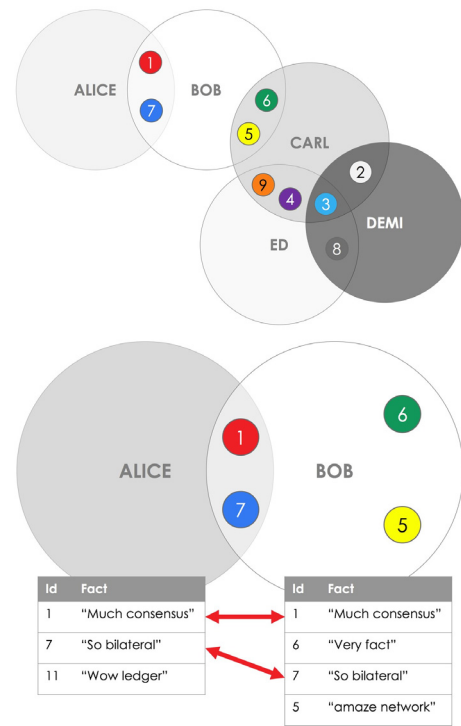 1
ALICE BOB
7
6
5
CARL
2
9
4
3
DEMI
ED
8
1
6
ALICE BOB
7
5
Id Fact
1 “Much consensus”
7 “So bilateral”
11 “Wow ledger”
Id Fact
1 “Much consensus”
6 “Very fact”
7 “So bilateral”
5 “amaze network”